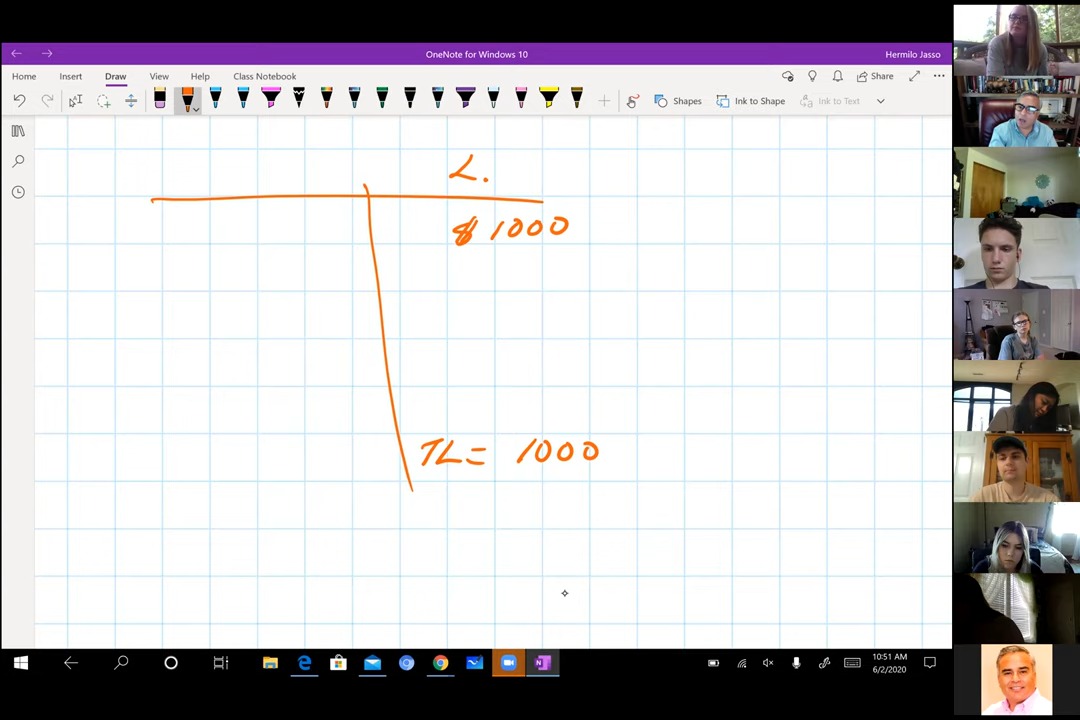 OneNote for Windows 10
Hermilo Jasso
Home Insert Draw View Help Class Notebook
Share
Shapes Ink to Shape Ink to Text
L.
$ 1000
TL = 1000
10:51 AM
6/2/2020